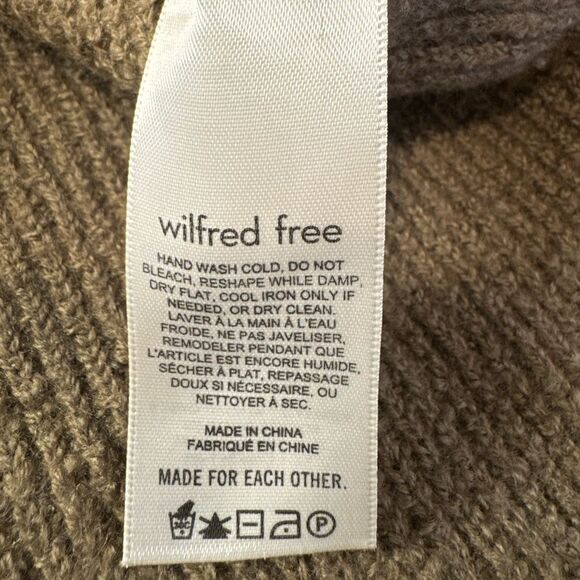 wilfred free
HAND WASH COLD, DO NOT
BLEACH, RESHAPE WHILE DAMP,
DRY FLAT, COOL IRON ONLY IF
NEEDED, OR DRY CLEAN.
LAVER À LA MAIN À L'EAU
FROIDE, NE PAS JAVELISER,
REMODELER PENDANT QUE
L'ARTICLE EST ENCORE HUMIDE,
SÉCHER À PLAT, REPASSAGE
DOUX SI NÉCESSAIRE, OU
NETTOYER À SEC.
MADE IN CHINA
FABRIQUÉ EN CHINE
MADE FOR EACH OTHER.
30C P